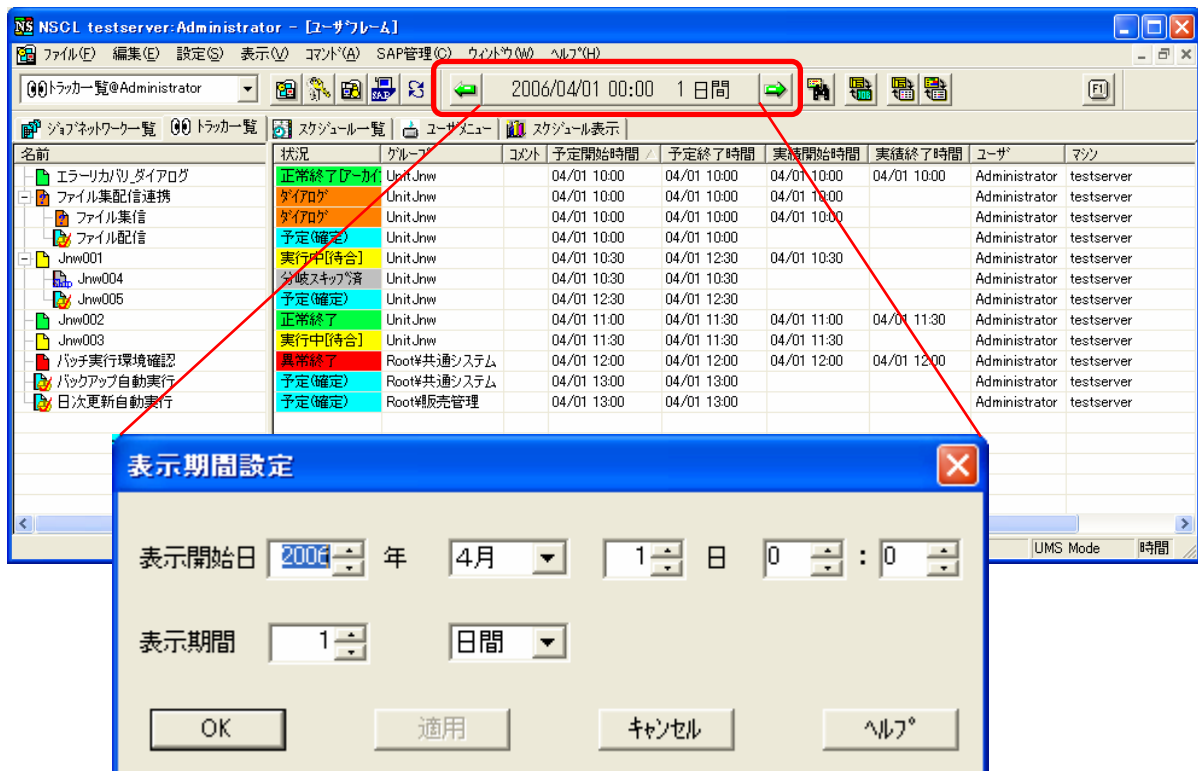 NSCL testserver:Administrator - [ユーザフレーム]
ファイル(F) 編集(E) 設定(S) 表示(V) コマンド(A) SAP管理(C) ウィンドウ(W) ヘルプ(H)
トラッカ一覧@Administrator 2006/04/01 00:00 1 日間
ジョブネットワーク一覧 トラッカ一覧 スケジュール一覧 ユーザメニュー スケジュール表示
名前 状況 グループ コメント 予定開始時間 予定終了時間 実績開始時間 実績終了時間 ユーザ マシン
エラーリカバリ_ダイアログ 正常終了[アーカイ UnitJnw 04/01 10:00 04/01 10:00 04/01 10:00 04/01 10:00 Administrator testserver
ファイル集配信連携 ダイアログ UnitJnw 04/01 10:00 04/01 10:00 04/01 10:00 Administrator testserver
ファイル集信 ダイアログ UnitJnw 04/01 10:00 04/01 10:00 04/01 10:00 Administrator testserver
ファイル配信 予定(確定) UnitJnw 04/01 10:00 04/01 10:00 Administrator testserver
Jnw001 実行中[待合] UnitJnw 04/01 10:30 04/01 12:30 04/01 10:30 Administrator testserver
Jnw004 分岐スキップ済 UnitJnw 04/01 10:30 04/01 10:30 Administrator testserver
Jnw005 予定(確定) UnitJnw 04/01 12:30 04/01 12:30 Administrator testserver
Jnw002 正常終了 UnitJnw 04/01 11:00 04/01 11:30 04/01 11:00 04/01 11:30 Administrator testserver
Jnw003 実行中[待合] UnitJnw 04/01 11:30 04/01 11:30 04/01 11:30 Administrator testserver
バッチ実行環境確認 異常終了 Root¥共通システム 04/01 12:00 04/01 12:00 04/01 12:00 04/01 12:00 Administrator testserver
バックアップ自動実行 予定(確定) Root¥共通システム 04/01 13:00 04/01 13:00 Administrator testserver
日次更新自動実行 予定(確定) Root¥販売管理 04/01 13:00 04/01 13:00 Administrator testserver
UMS Mode 時間
表示期間設定
表示開始日 2006 年 4月 1 日 0 : 0
表示期間 1 日間
OK 適用 キャンセル ヘルプ